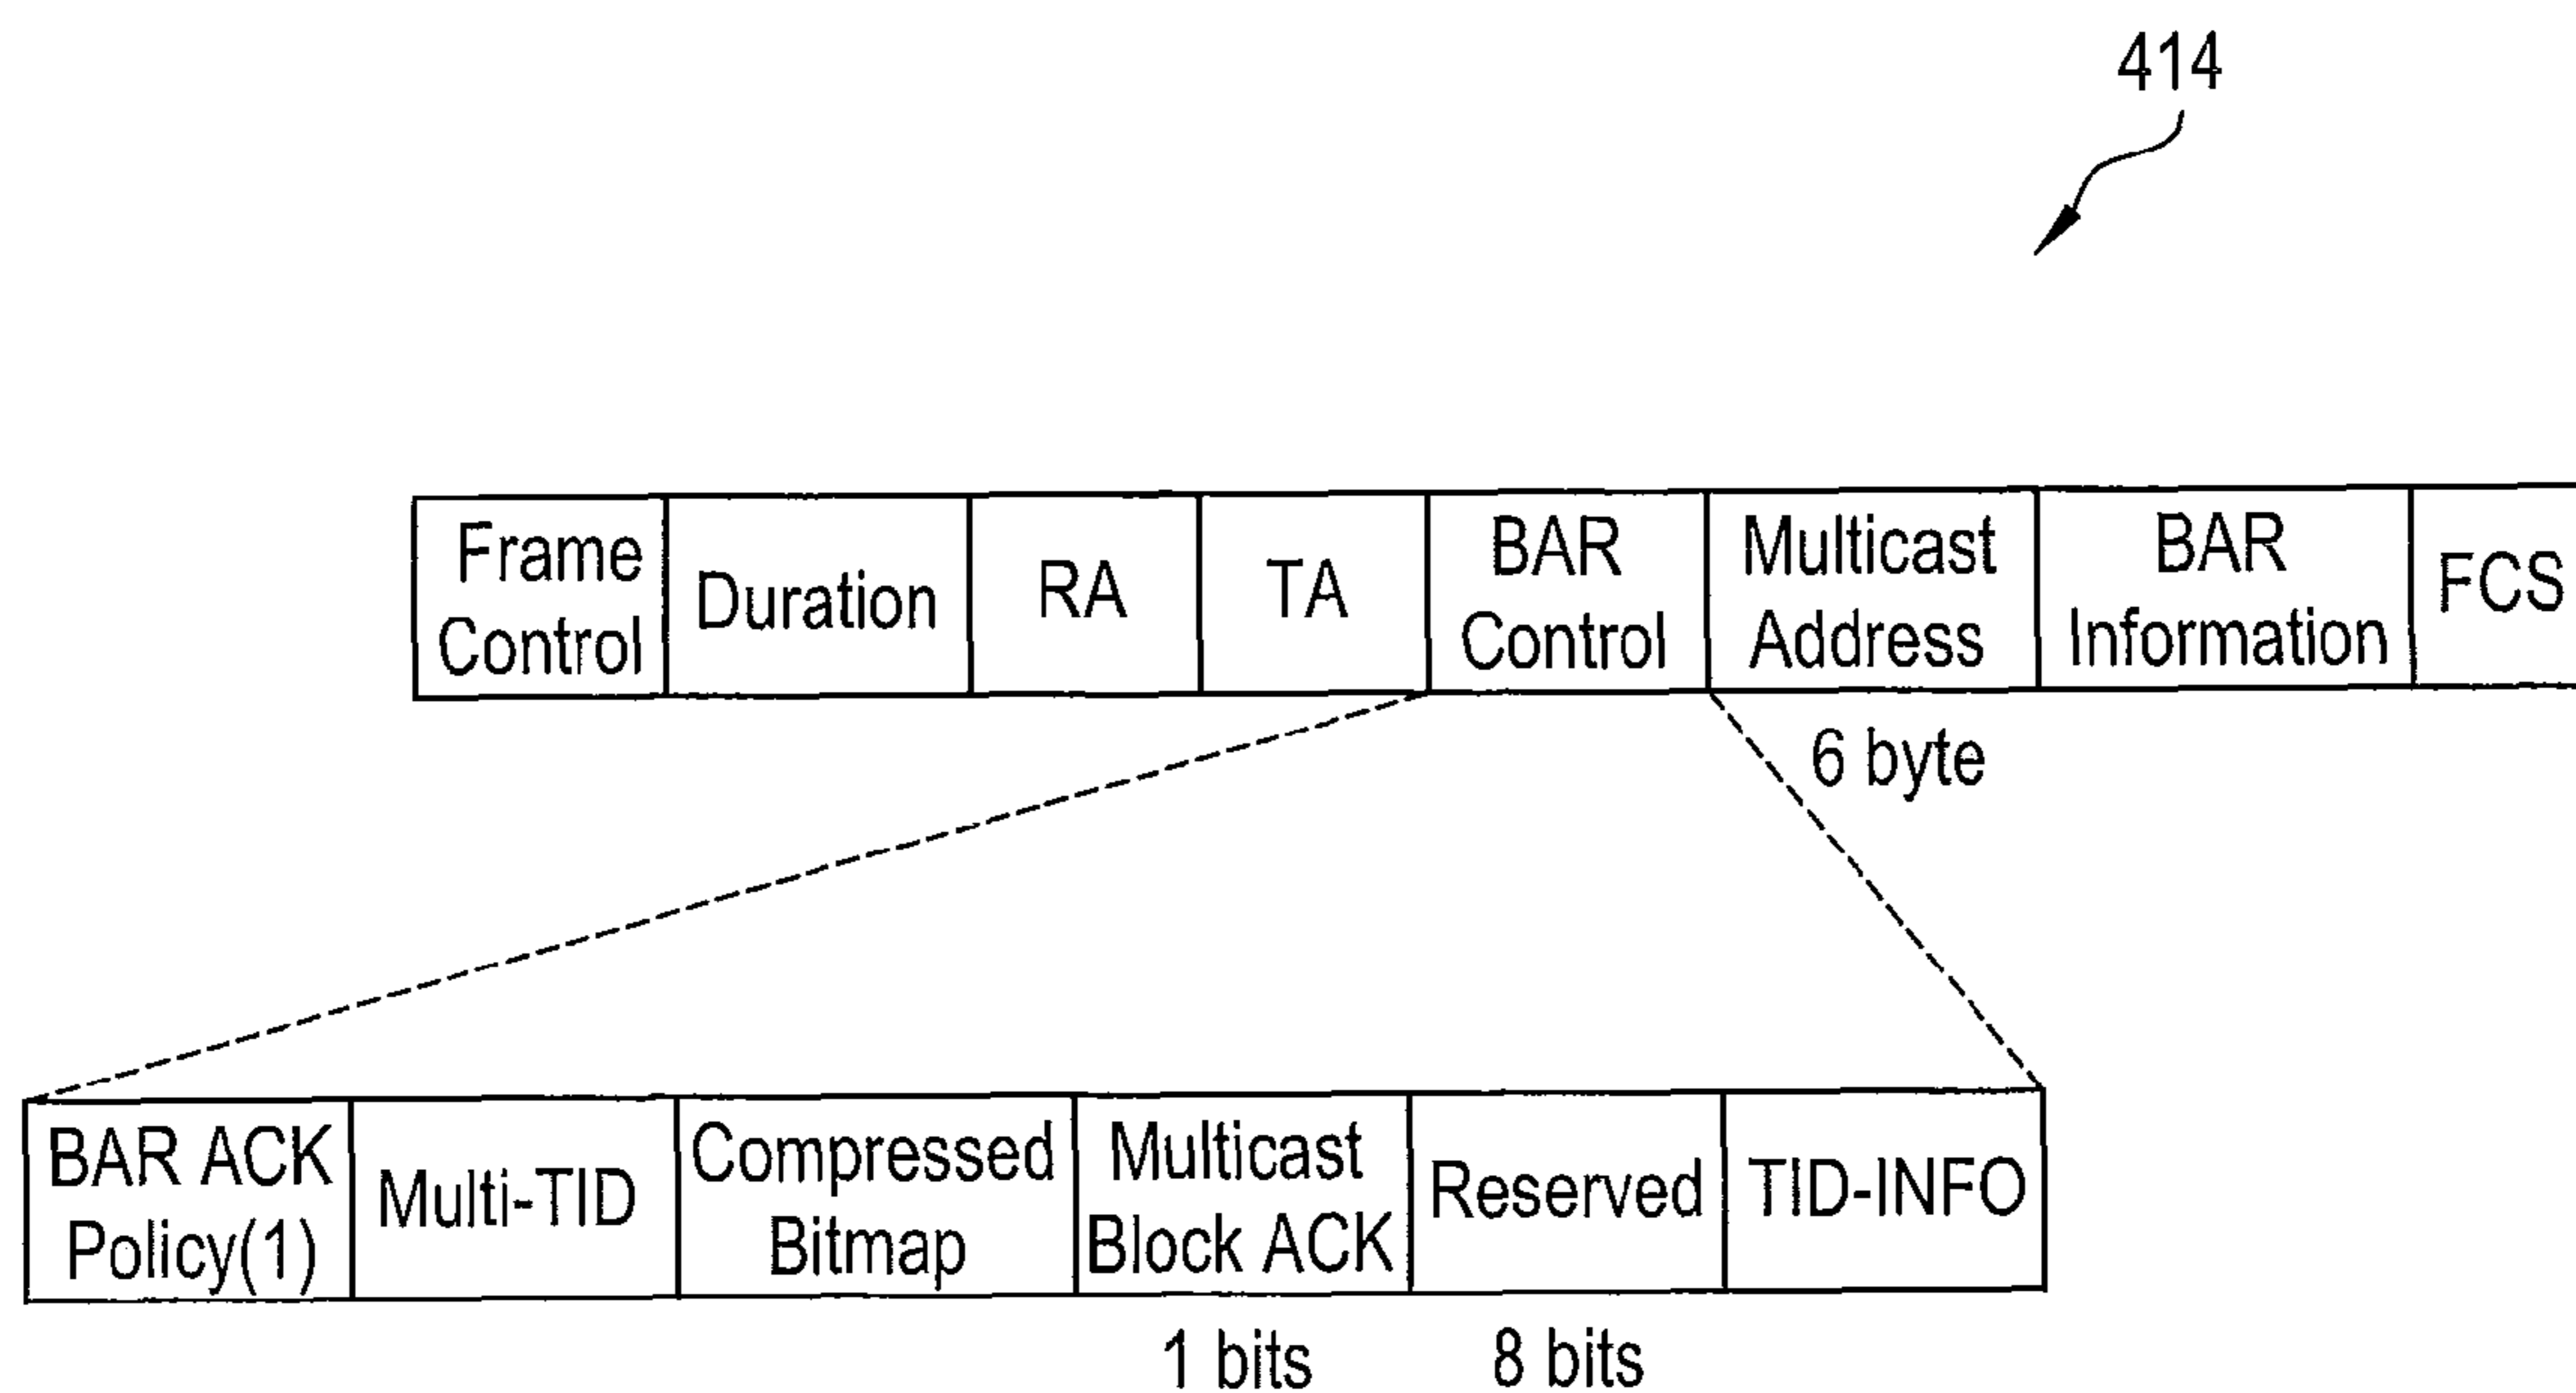 414
Frame
Control
Duration
RA
TA
BAR
Control
Multicast
Address
BAR
Information
FCS
6 byte
BAR ACK
Policy(1)
Multi-TID
Compressed
Bitmap
Multicast
Block ACK
Reserved
TID-INFO
1 bits
8 bits